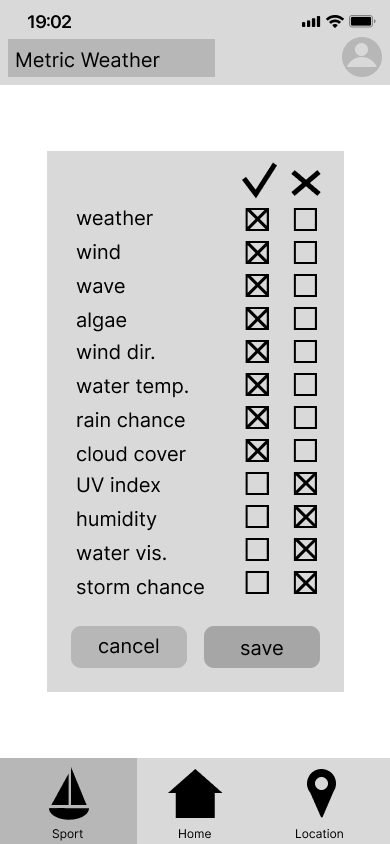 19:02
Metric Weather
weather
wind
wave
algae
wind dir.
water temp.
rain chance
cloud cover
UV index
humidity
water vis.
storm chance
cancel save
Sport Home Location